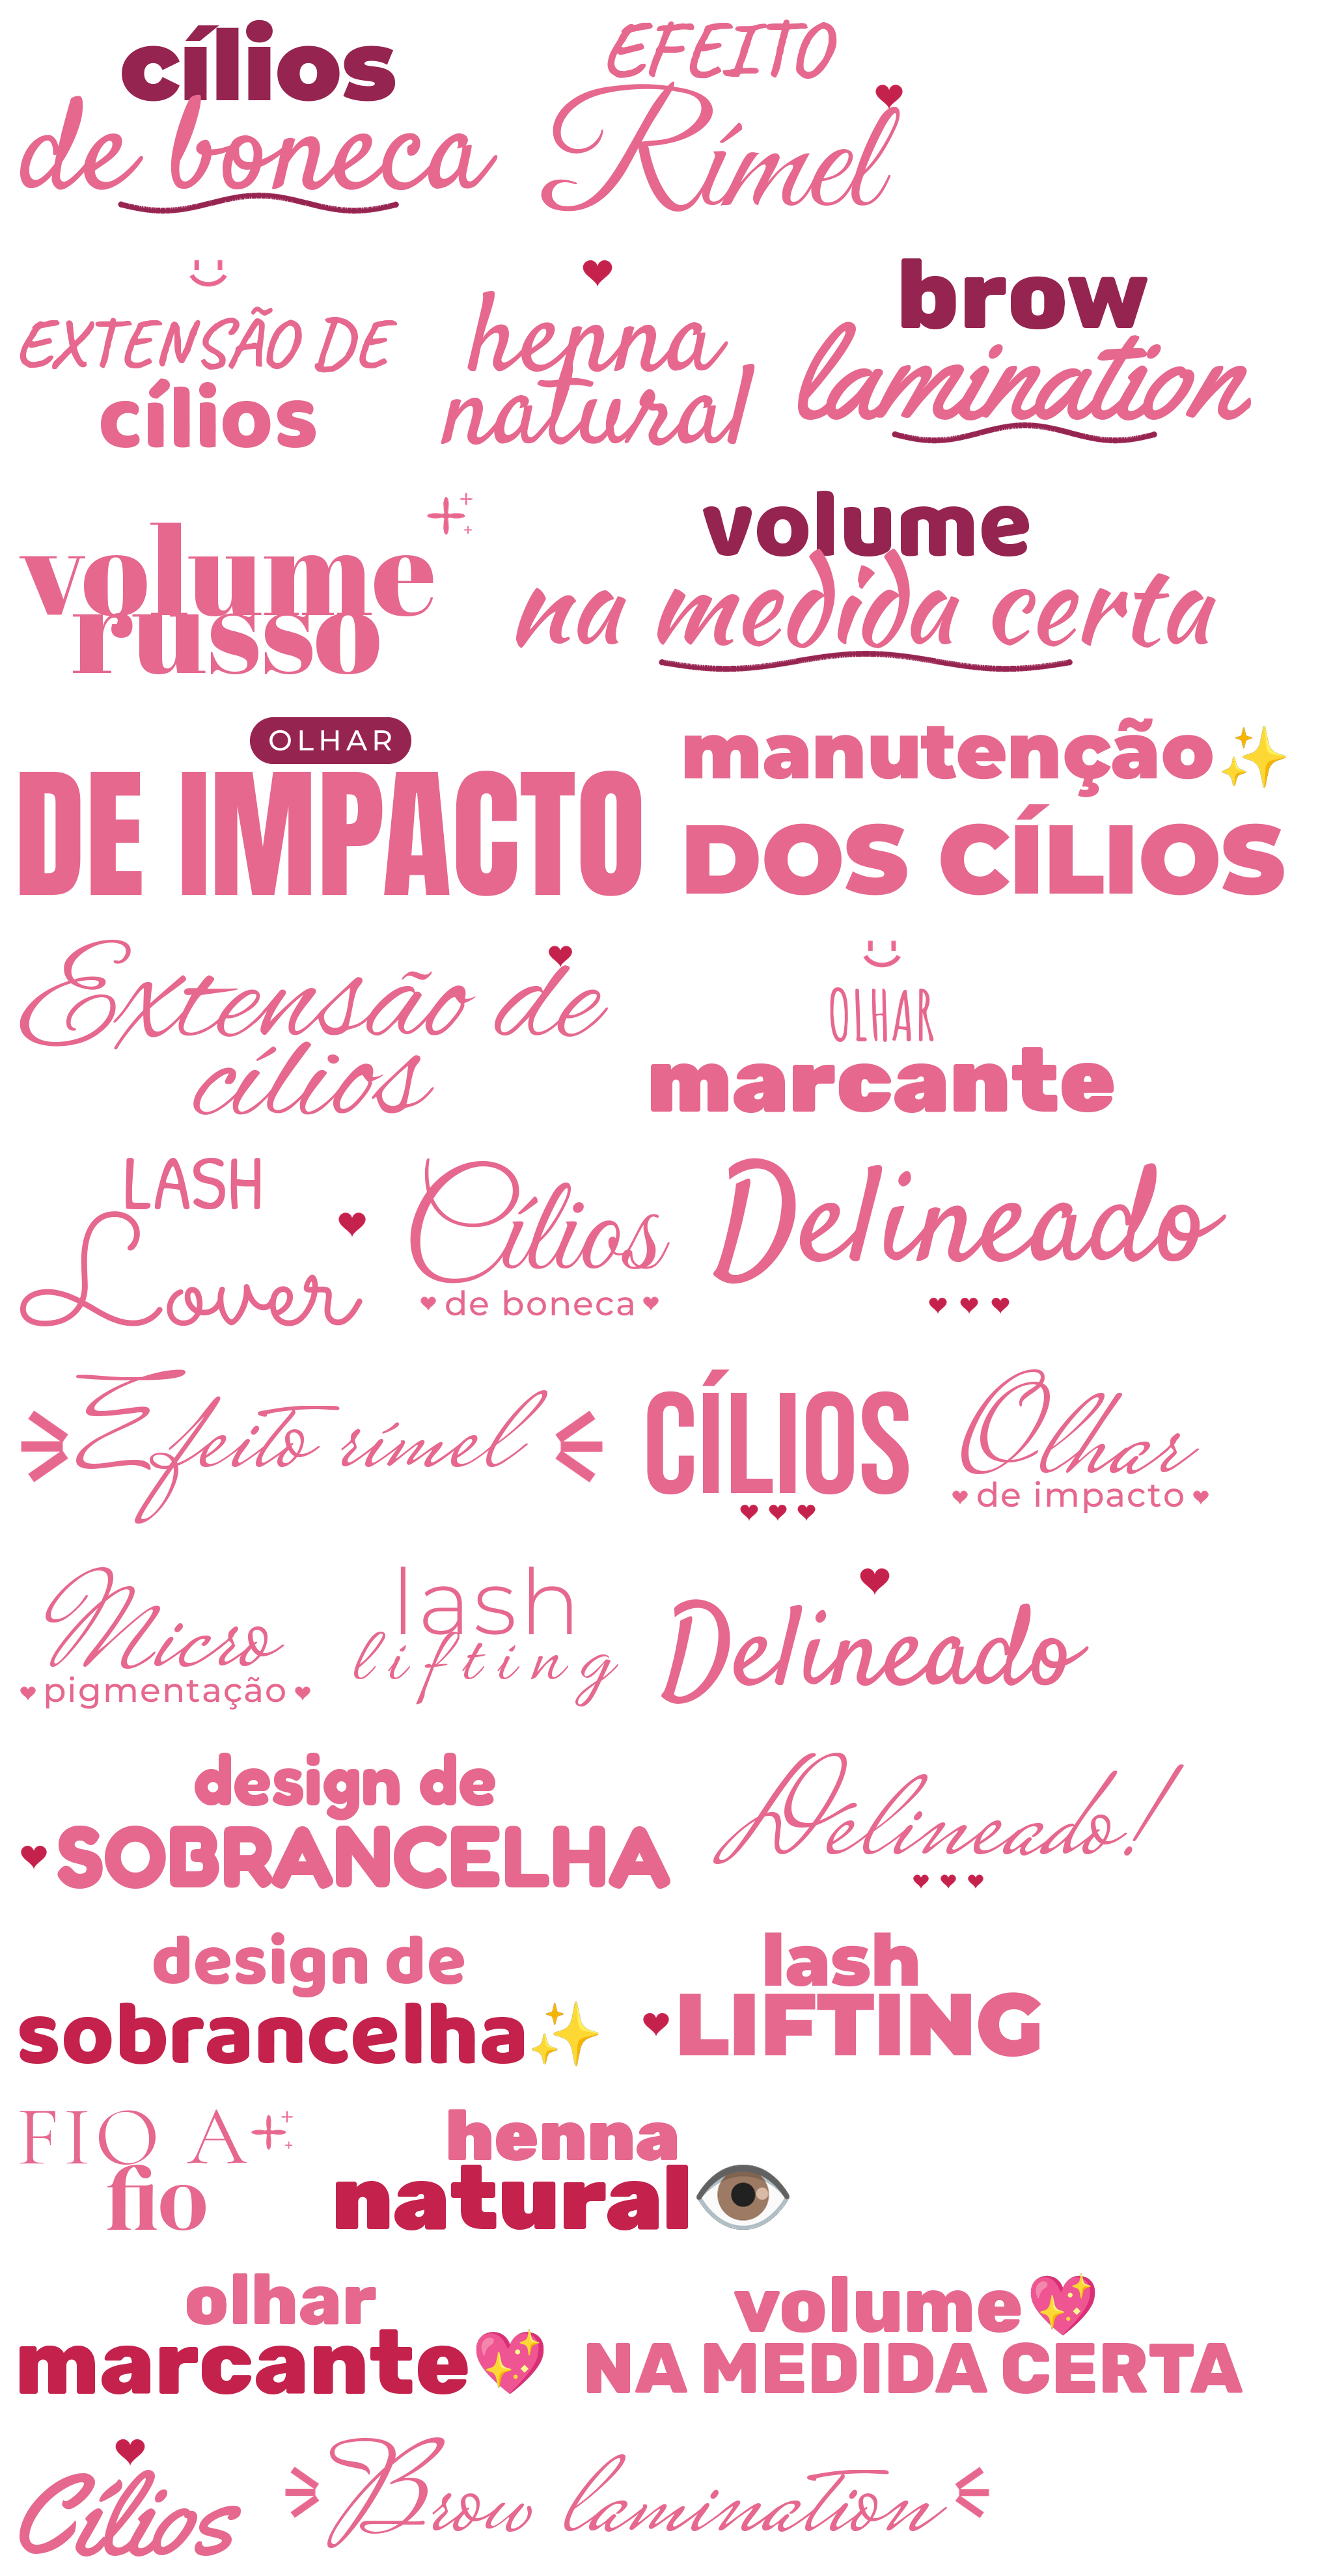 cílios
de boneca
EFEITO
Rímel
EXTENSÃO DE
cílios
henna
natural
brow
lamination
volume
russo
volume
na medida certa
OLHAR
DE IMPACTO
manutenção✨
DOS CÍLIOS
Extensão de
cílios
OLHAR
marcante
LASH
Lover
Cílios
de boneca
Delineado
Efeito rímel
CÍLIOS
Olhar
de impacto
Micro
pigmentação
lash
lifting
Delineado
design de
SOBRANCELHA
Delineado!
design de
sobrancelha✨
lash
LIFTING
FIO A
fio
henna
natural👁️
olhar
marcante💖
volume💖
NA MEDIDA CERTA
Cílios
Brow lamination